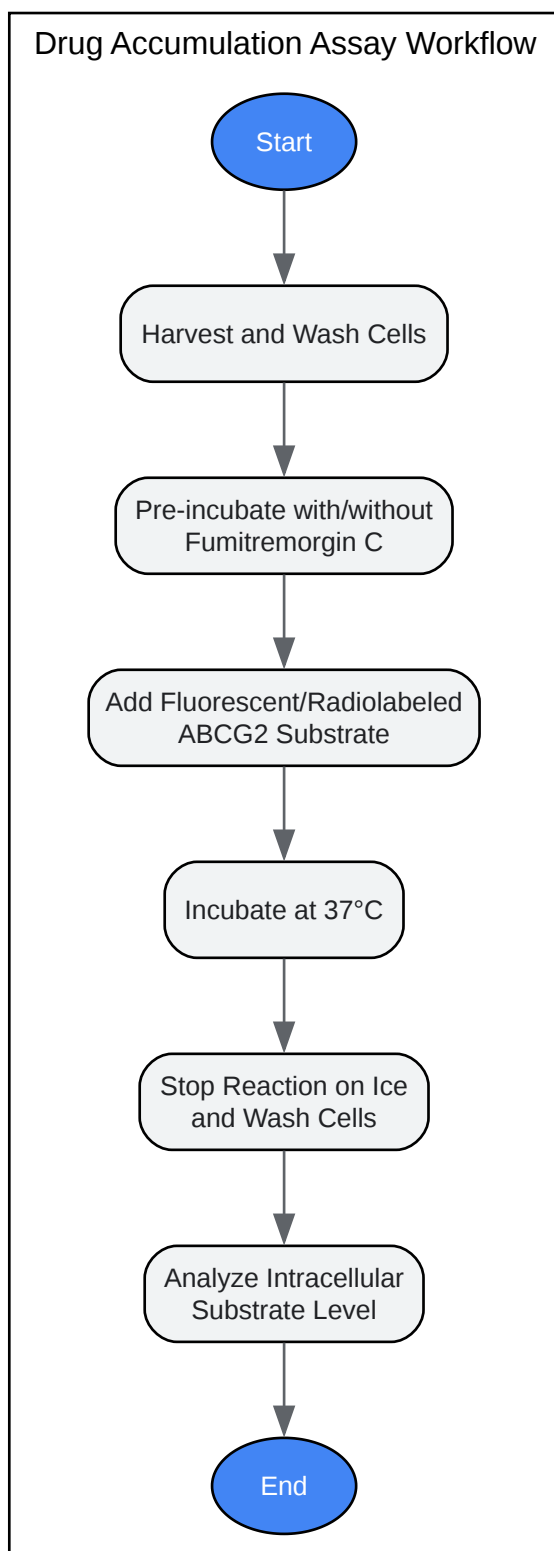 Drug Accumulation Assay Workflow
Start
Harvest and Wash Cells
Pre-incubate with/without
Fumitremorgin C
Add Fluorescent/Radiolabeled
ABCG2 Substrate
Incubate at 37°C
Stop Reaction on Ice
and Wash Cells
Analyze Intracellular
Substrate Level
End